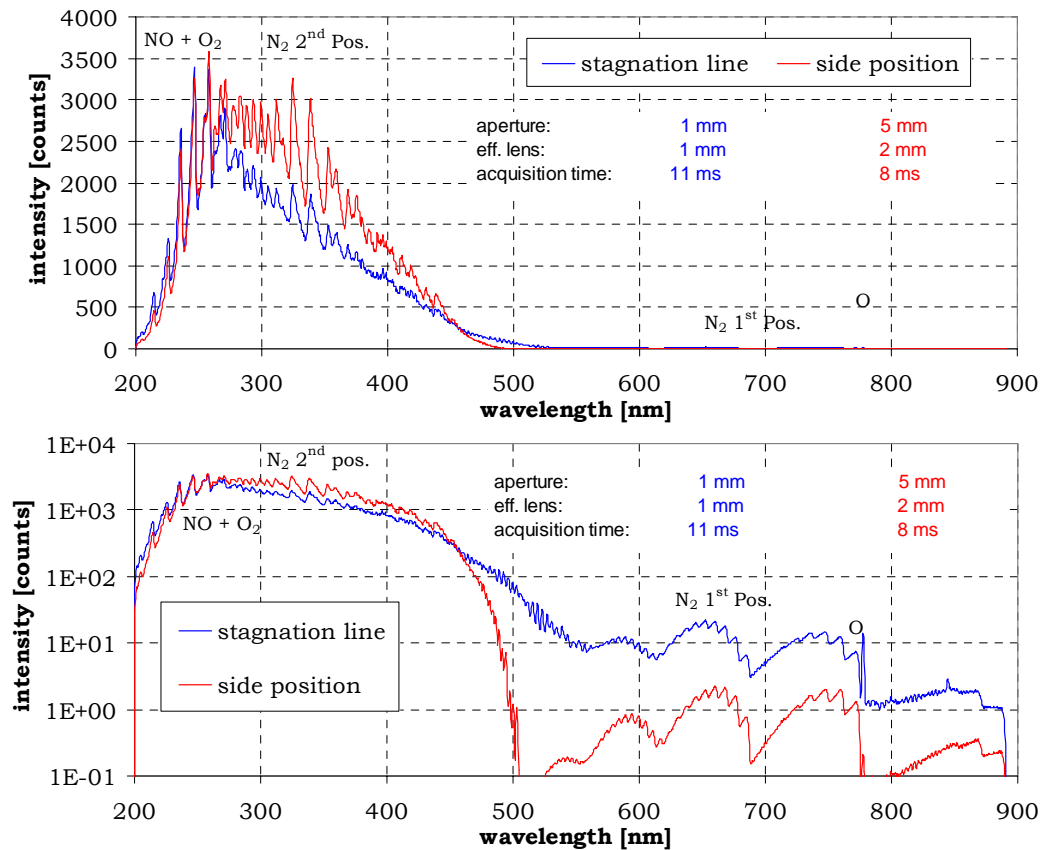 4000
3500
3000
2500
2000
1500
1000
500
0
intensity [counts]
NO + O₂
N₂ 2ⁿᵈ Pos.
stagnation line
side position
aperture: 1 mm 5 mm
eff. lens: 1 mm 2 mm
acquisition time: 11 ms 8 ms
O
N₂ 1ˢᵗ Pos.
200 300 400 500 600 700 800 900
wavelength [nm]
1E+04
1E+03
1E+02
1E+01
1E+00
1E-01
intensity [counts]
N₂ 2ⁿᵈ pos.
NO + O₂
aperture: 1 mm 5 mm
eff. lens: 1 mm 2 mm
acquisition time: 11 ms 8 ms
N₂ 1ˢᵗ Pos.
O
stagnation line
side position
200 300 400 500 600 700 800 900
wavelength [nm]